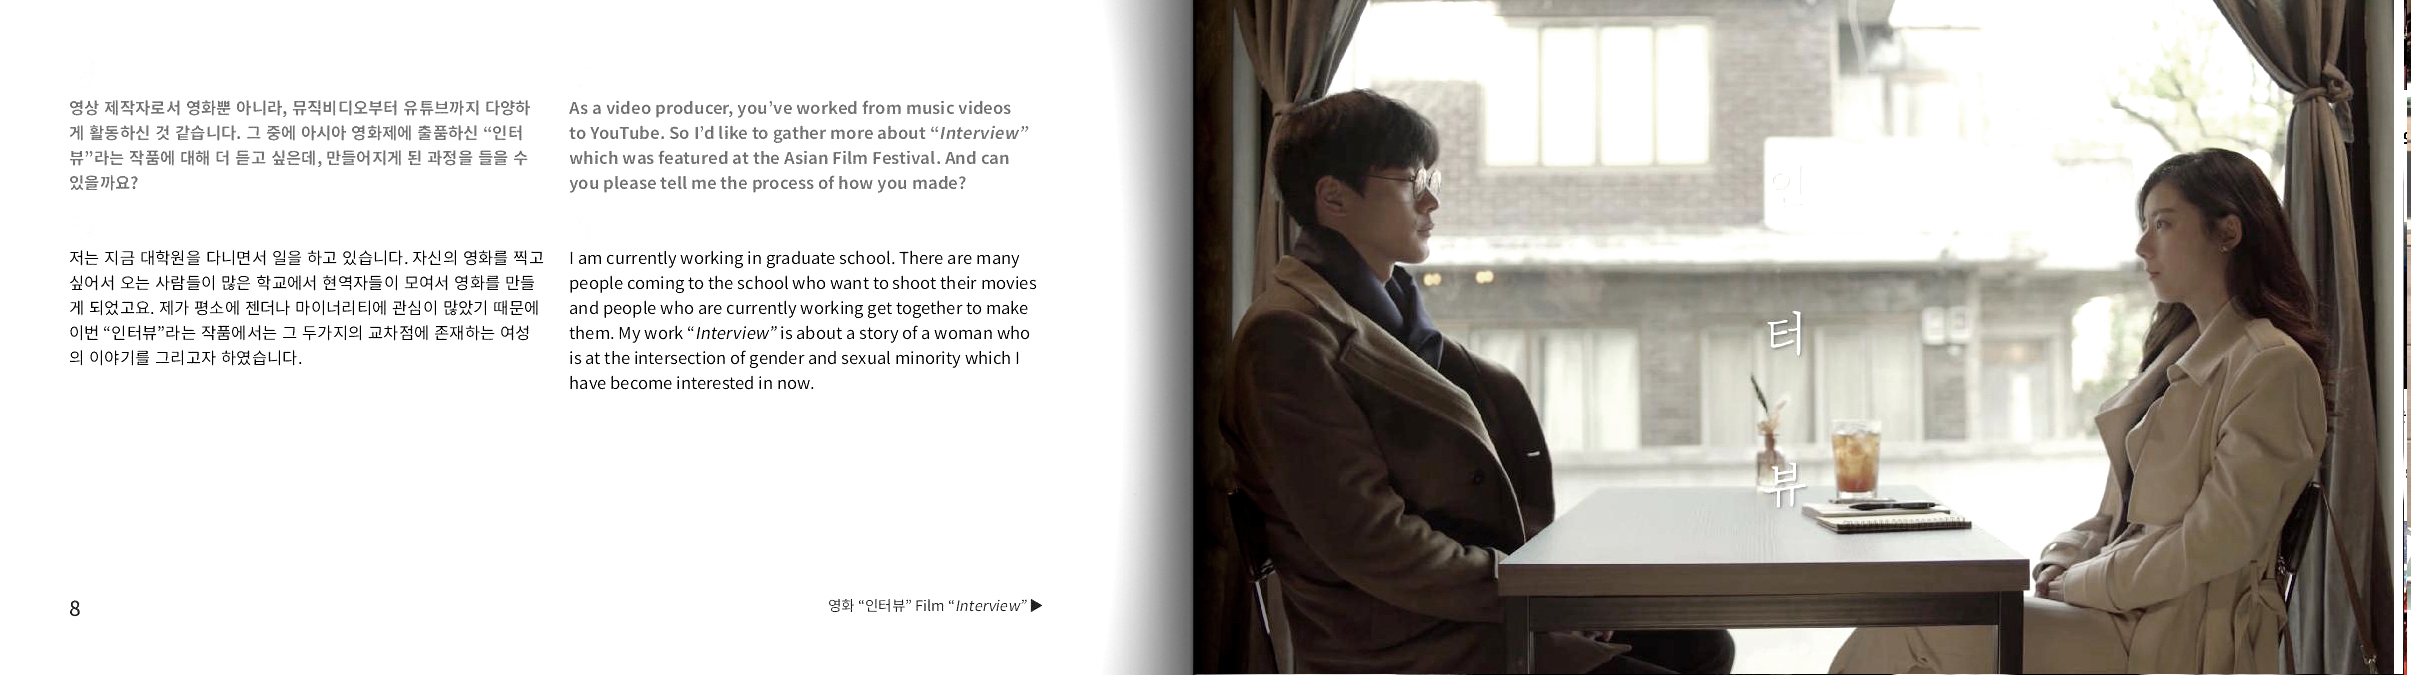 영상 제작자로서 영화뿐 아니라, 뮤직비디오부터 유튜브까지 다양하
게 활동하신 것 같습니다. 그 중에 아시아 영화제에 출품하신 “인터
뷰”라는 작품에 대해 더 듣고 싶은데, 만들어지게 된 과정을 들을 수
있을까요?
저는 지금 대학원을 다니면서 일을 하고 있습니다. 자신의 영화를 찍고
싶어서 오는 사람들이 많은 학교에서 현역자들이 모여서 영화를 만들
게 되었고요. 제가 평소에 젠더나 마이너리티에 관심이 많았기 때문에
이번 “인터뷰”라는 작품에서는 그 두가지의 교차점에 존재하는 여성
의 이야기를 그리고자 하였습니다.
As a video producer, you’ve worked from music videos
to YouTube. So I’d like to gather more about “Interview”
which was featured at the Asian Film Festival. And can
you please tell me the process of how you made?
I am currently working in graduate school. There are many
people coming to the school who want to shoot their movies
and people who are currently working get together to make
them. My work “Interview” is about a story of a woman who
is at the intersection of gender and sexual minority which I
have become interested in now.
8
영화 “인터뷰” Film “Interview” ▶
인
터
뷰